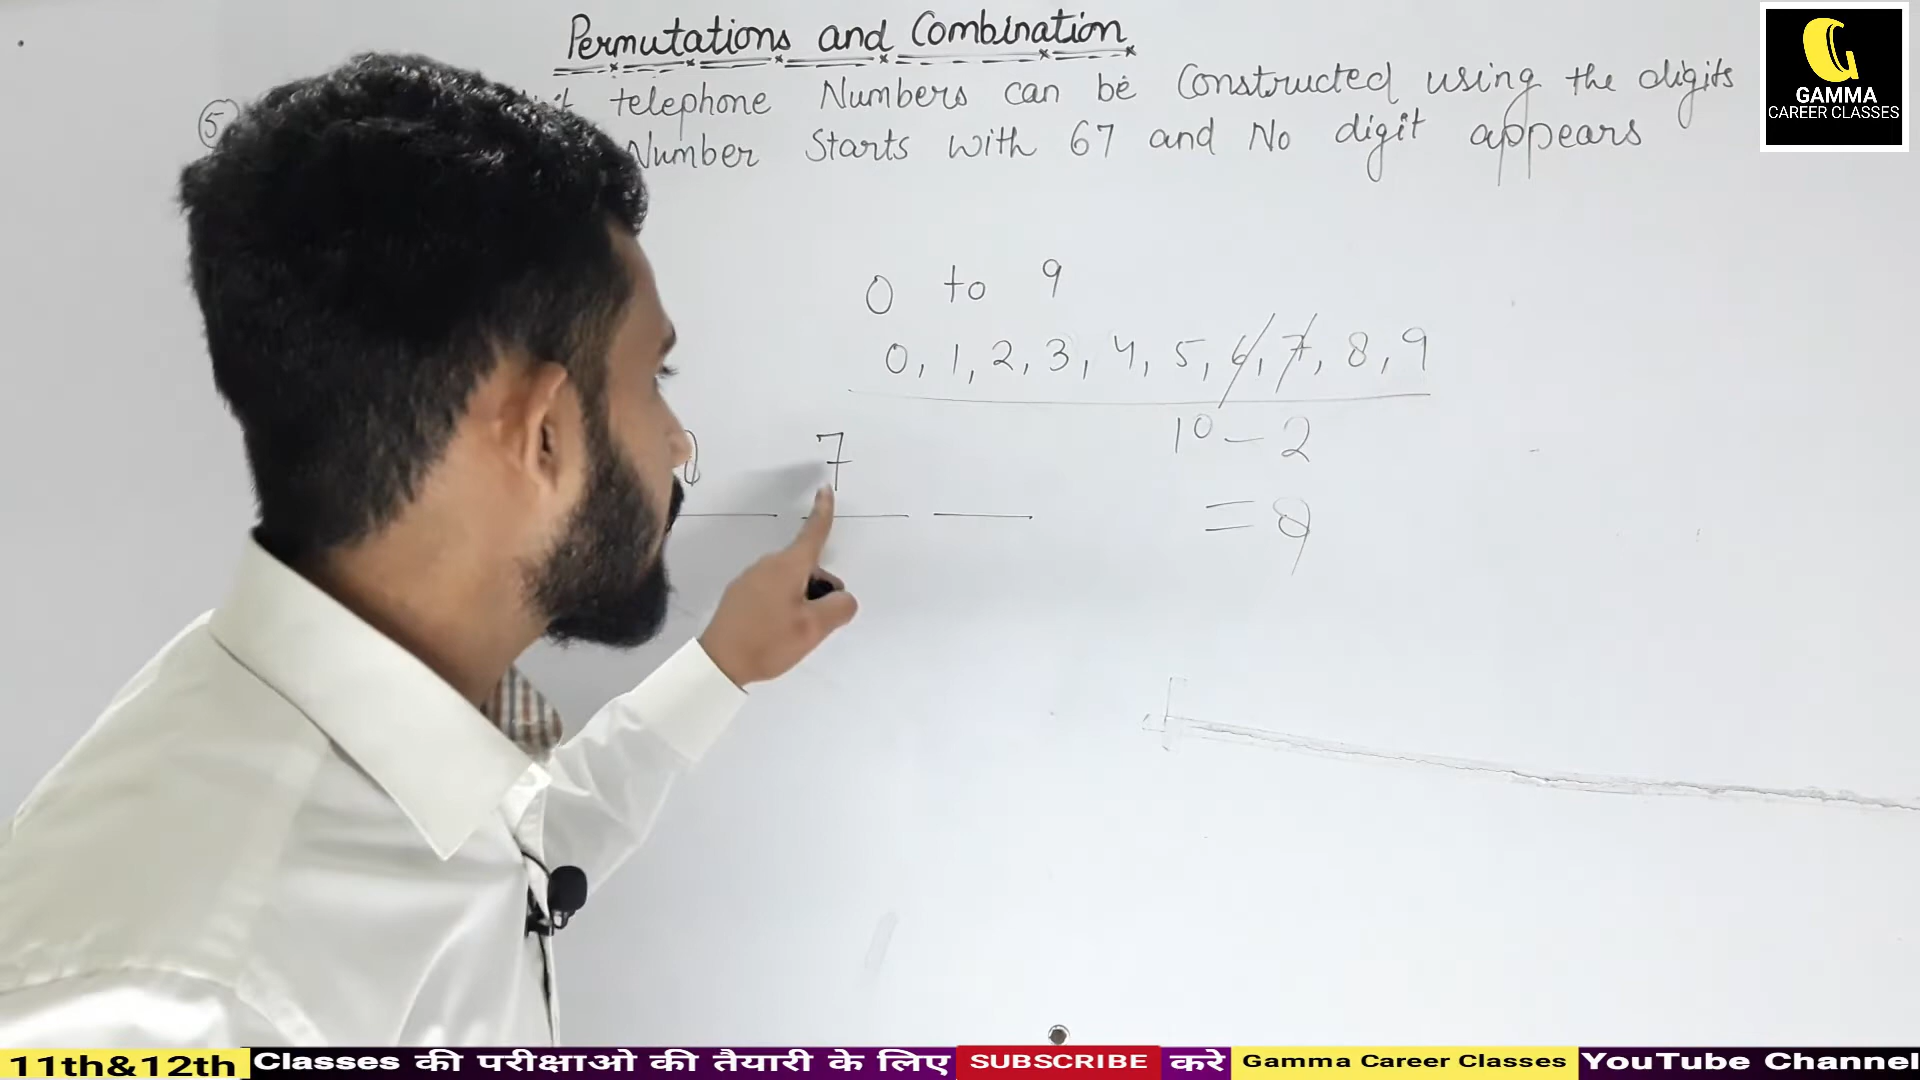 Permutations and Combination
5
telephone Numbers can be Constructed using the digits
Number Starts with 67 and No digit appears
0 to 9
0, 1, 2, 3, 4, 5, 6, 7, 8, 9
7
10 - 2
= 8
G
GAMMA
CAREER CLASSES
11th&12th Classes की परीक्षाओ की तैयारी के लिए SUBSCRIBE करे Gamma Career Classes YouTube Channel